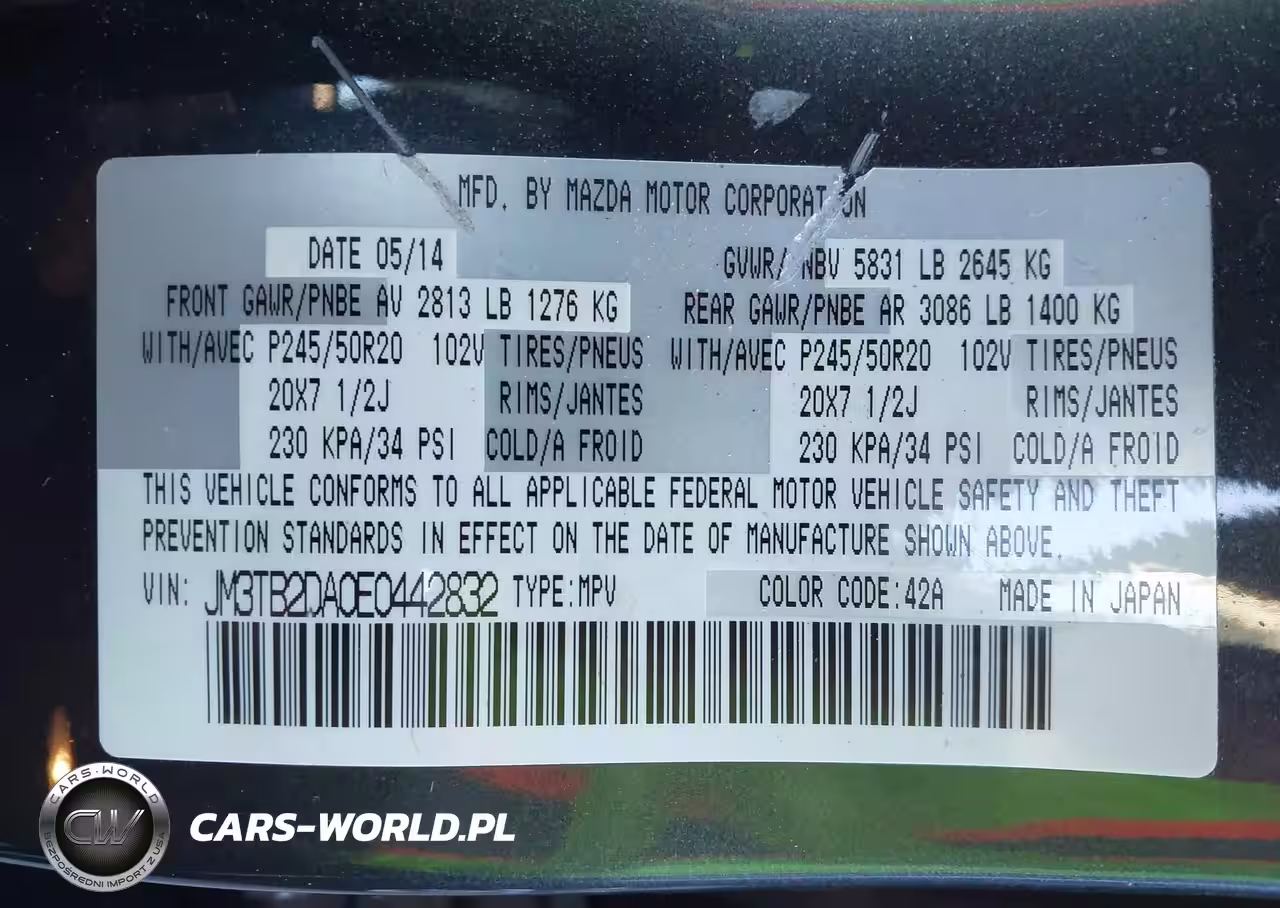 MFD. BY MAZDA MOTOR CORPORATION
DATE 05/14 GVWR/ NBV 5831 LB 2645 KG
FRONT GAWR/PNBE AV 2813 LB 1276 KG REAR GAWR/PNBE AR 3086 LB 1400 KG
WITH/AVEC P245/50R20 102V TIRES/PNEUS WITH/AVEC P245/50R20 102V TIRES/PNEUS
20X7 1/2J RIMS/JANTES 20X7 1/2J RIMS/JANTES
230 KPA/34 PSI COLD/A FROID 230 KPA/34 PSI COLD/A FROID
THIS VEHICLE CONFORMS TO ALL APPLICABLE FEDERAL MOTOR VEHICLE SAFETY AND THEFT
PREVENTION STANDARDS IN EFFECT ON THE DATE OF MANUFACTURE SHOWN ABOVE.
VIN: JM3TB2DA0E0442832 TYPE:MPV COLOR CODE:42A MADE IN JAPAN
CARS-WORLD
CW
BEZPOŚREDNI IMPORT Z USA
CARS-WORLD.PL